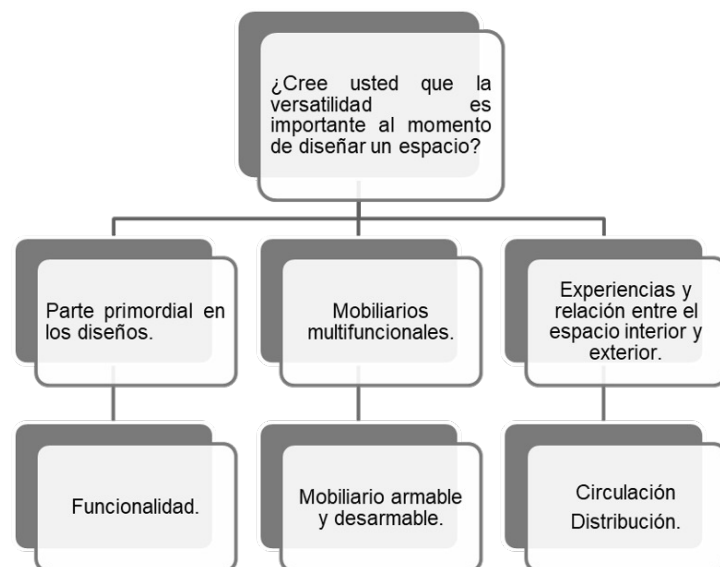 ¿Cree usted que la
versatilidad es
importante al momento
de diseñar un espacio?
Parte primordial en
los diseños.
Mobiliarios
multifuncionales.
Experiencias y
relación entre el
espacio interior y
exterior.
Funcionalidad.
Mobiliario armable
y desarmable.
Circulación
Distribución.